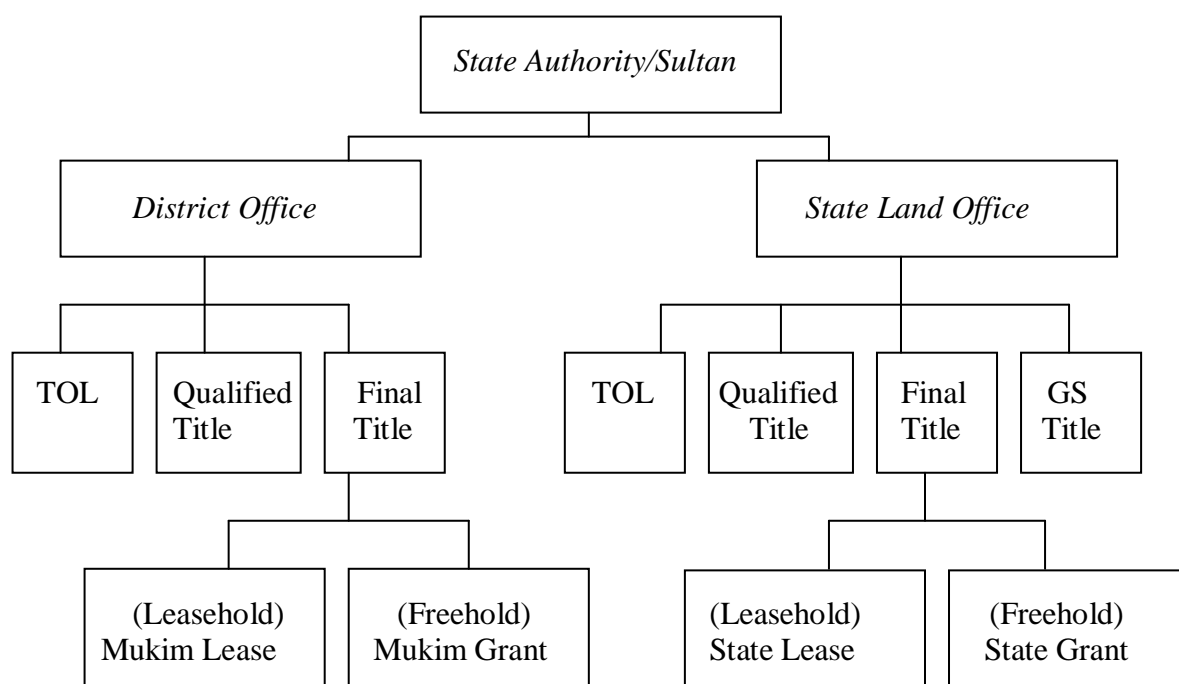 State Authority/Sultan
District Office
State Land Office
TOL
Qualified
Title
Final
Title
TOL
Qualified
Title
Final
Title
GS
Title
(Leasehold)
Mukim Lease
(Freehold)
Mukim Grant
(Leasehold)
State Lease
(Freehold)
State Grant